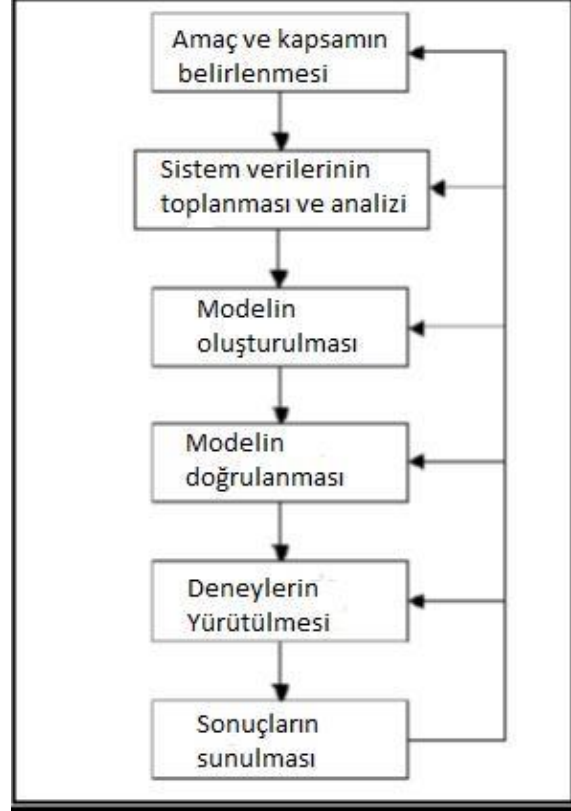 Amaç ve kapsamın
belirlenmesi
Sistem verilerinin
toplanması ve analizi
Modelin
oluşturulması
Modelin
doğrulanması
Deneylerin
Yürütülmesi
Sonuçların
sunulması